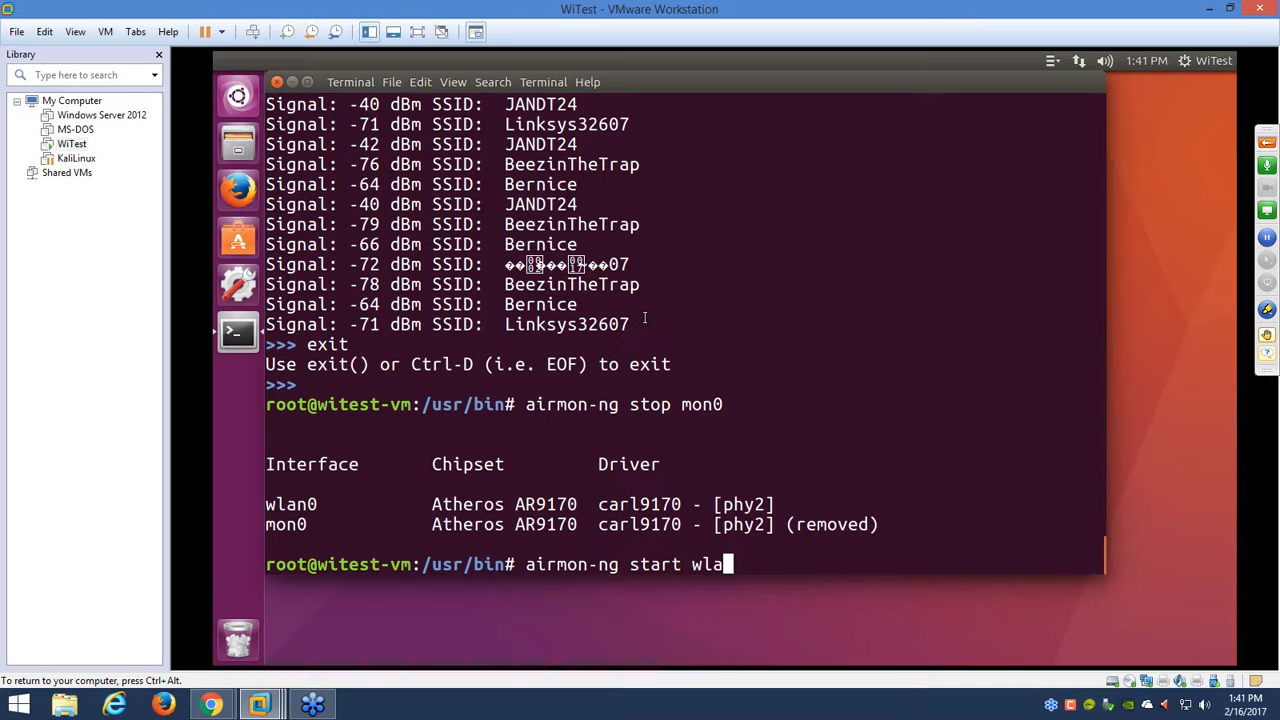 WiTest - VMware Workstation
File Edit View VM Tabs Help
Library
Type here to search
My Computer
Windows Server 2012
MS-DOS
WiTest
KaliLinux
Shared VMs
1:41 PM WiTest
Terminal File Edit View Search Terminal Help
Signal: -40 dBm SSID: JANDT24
Signal: -71 dBm SSID: Linksys32607
Signal: -42 dBm SSID: JANDT24
Signal: -76 dBm SSID: BeezinTheTrap
Signal: -64 dBm SSID: Bernice
Signal: -40 dBm SSID: JANDT24
Signal: -79 dBm SSID: BeezinTheTrap
Signal: -66 dBm SSID: Bernice
Signal: -72 dBm SSID: 07
Signal: -78 dBm SSID: BeezinTheTrap
Signal: -64 dBm SSID: Bernice
Signal: -71 dBm SSID: Linksys32607
>>> exit
Use exit() or Ctrl-D (i.e. EOF) to exit
>>>
root@witest-vm:/usr/bin# airmon-ng stop mon0
Interface Chipset Driver
wlan0 Atheros AR9170 carl9170 - [phy2]
mon0 Atheros AR9170 carl9170 - [phy2] (removed)
root@witest-vm:/usr/bin# airmon-ng start wla
To return to your computer, press Ctrl+Alt.
1:41 PM
2/16/2017